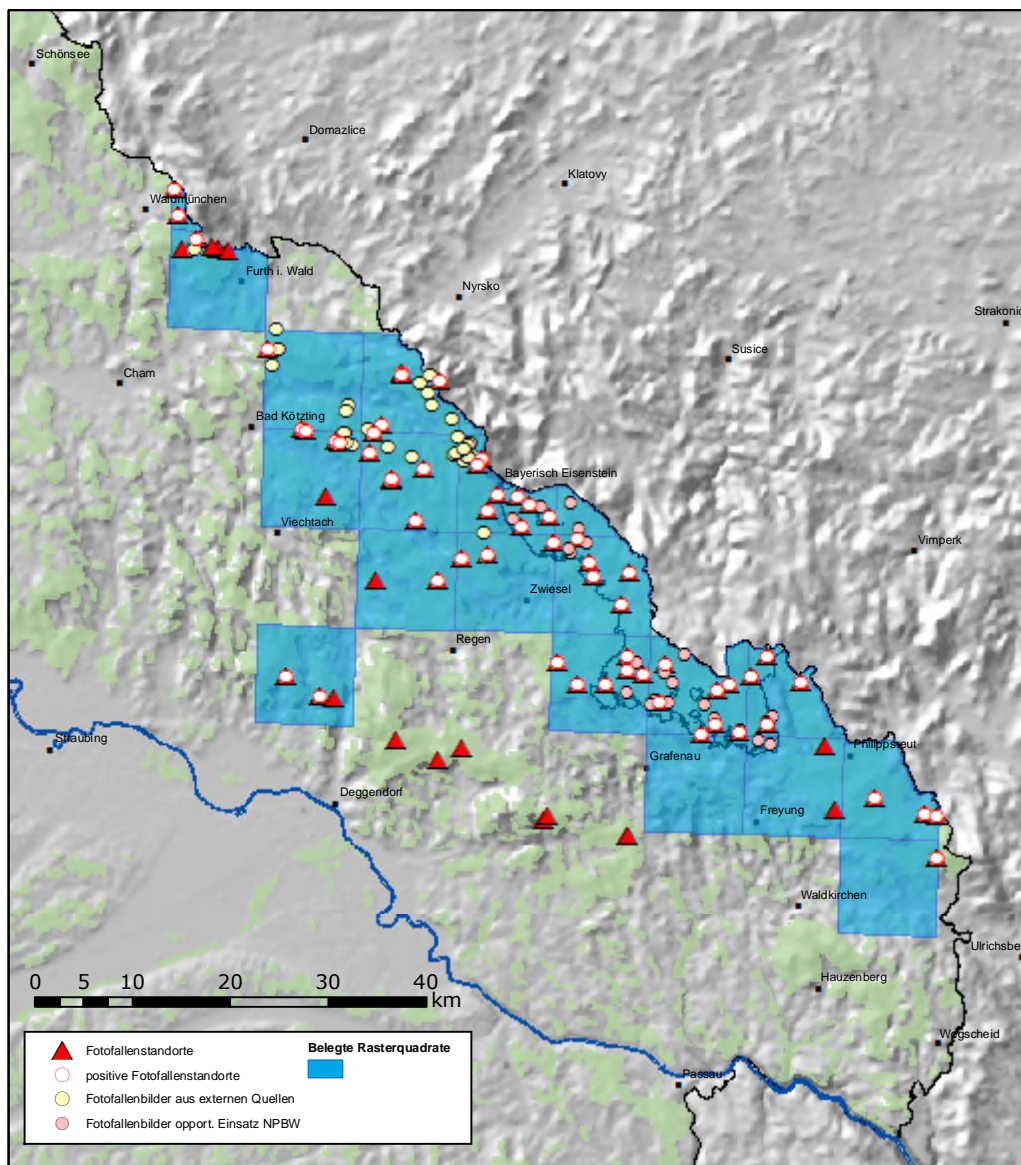 Schönsee
Domazlice
Klatovy
Waldmünchen
Furth i. Wald
Nyrsko
Strakonic
Susice
Cham
Bad Kötzting
Bayerisch Eisenstein
Viechtach
Vimperk
Zwiesel
Regen
Straubing
Philippsreut
Grafenau
Deggendorf
Freyung
Waldkirchen
Ulrichsbe
Hauzenberg
0 5 10 20 30 40
km
Wegscheid
Passau
Fotofallenstandorte
positive Fotofallenstandorte
Fotofallenbilder aus externen Quellen
Fotofallenbilder opport. Einsatz NPBW
Belegte Rasterquadrate